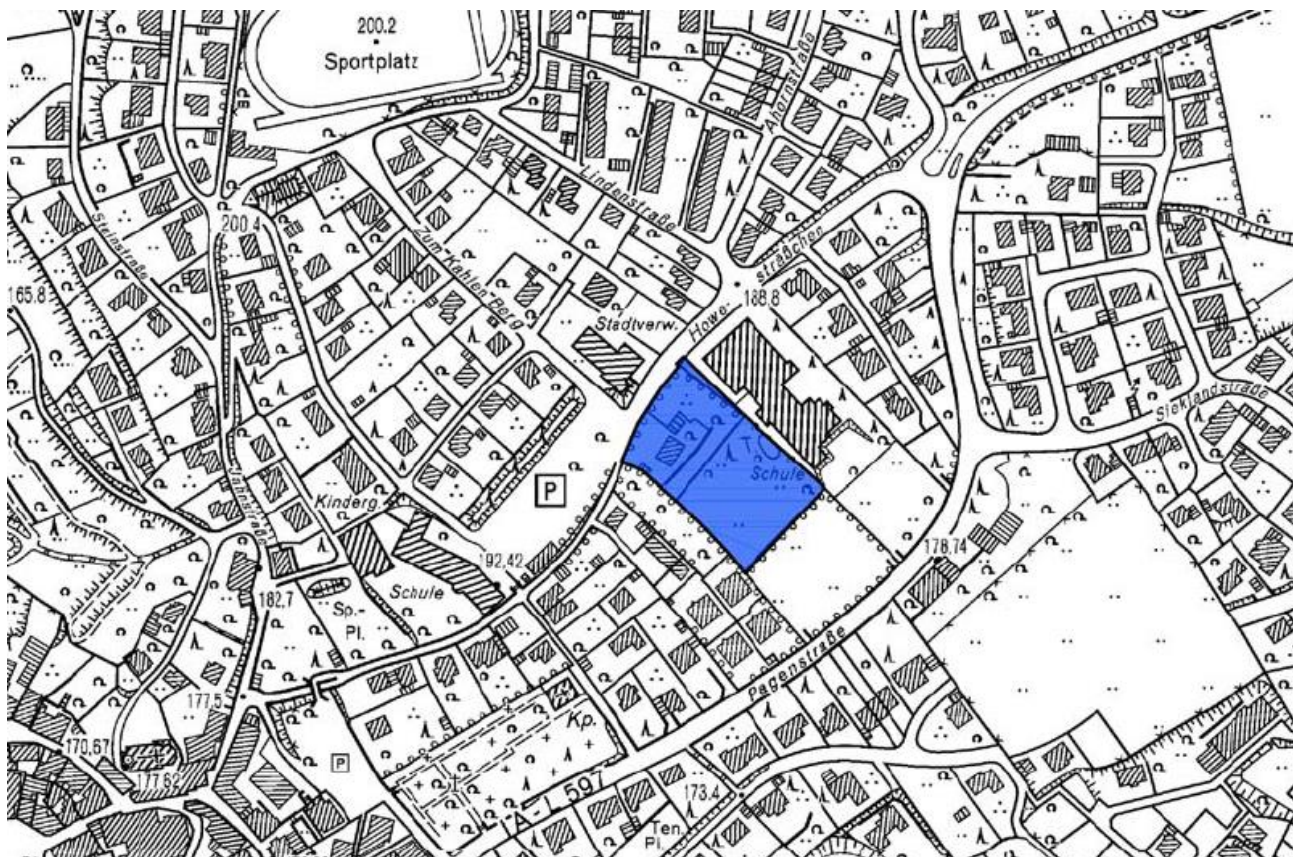 200.2
Sportplatz
Ahornstraße
Lindenstraße
Steinstraße
200.4
Zum Kahlen Berg
165.8
Howe-
sträßchen
188,8
Stadtverw.
Sieklandstraße
T
Schule
P
Kinderg.
192,42
178,74
182,7
Sp.-
Pl.
Schule
Pagenstraße
177,5
Kp.
170,67
177,62
P
L 597
173.4
Ten.
Pl.